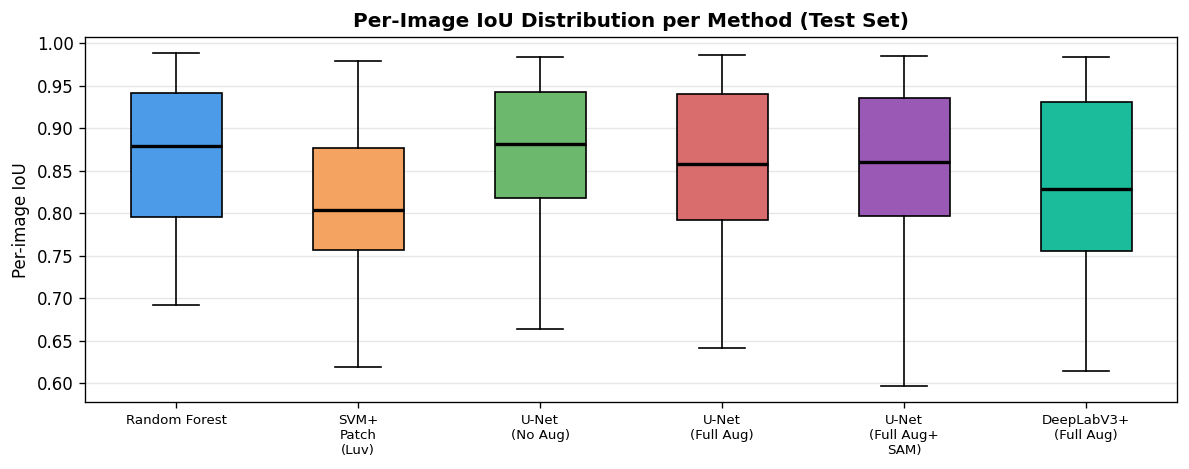 Per-Image IoU Distribution per Method (Test Set)
Per-image IoU
1.00
0.95
0.90
0.85
0.80
0.75
0.70
0.65
0.60
Random Forest
SVM+
Patch
(Luv)
U-Net
(No Aug)
U-Net
(Full Aug)
U-Net
(Full Aug+
SAM)
DeepLabV3+
(Full Aug)